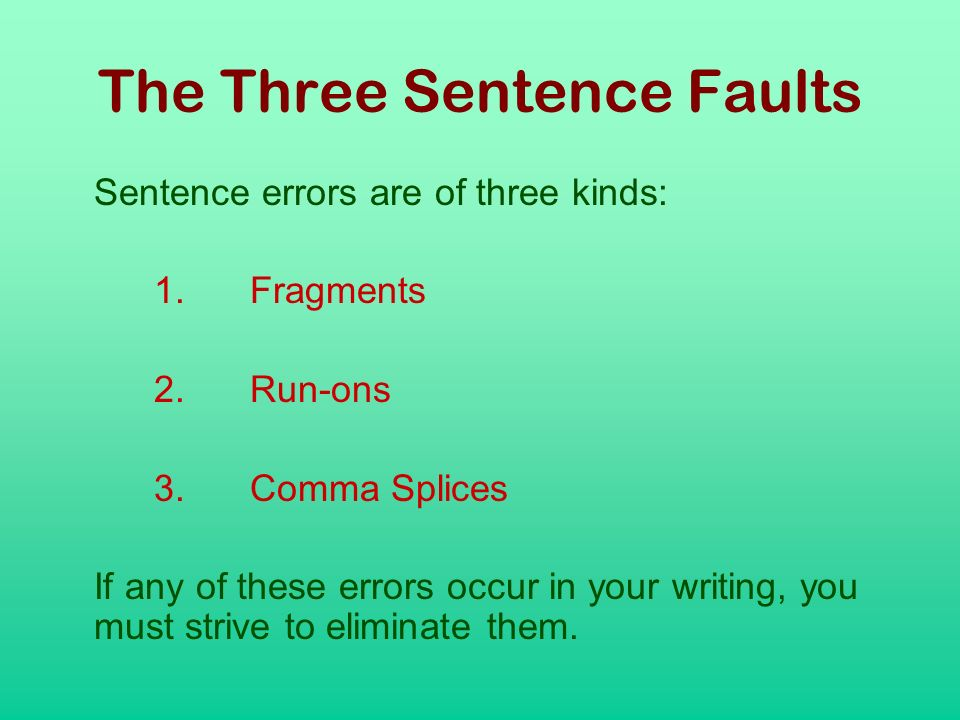 The Three Sentence Faults
Sentence errors are of three kinds:
1. Fragments
2. Run-ons
3. Comma Splices
If any of these errors occur in your writing, you
must strive to eliminate them.